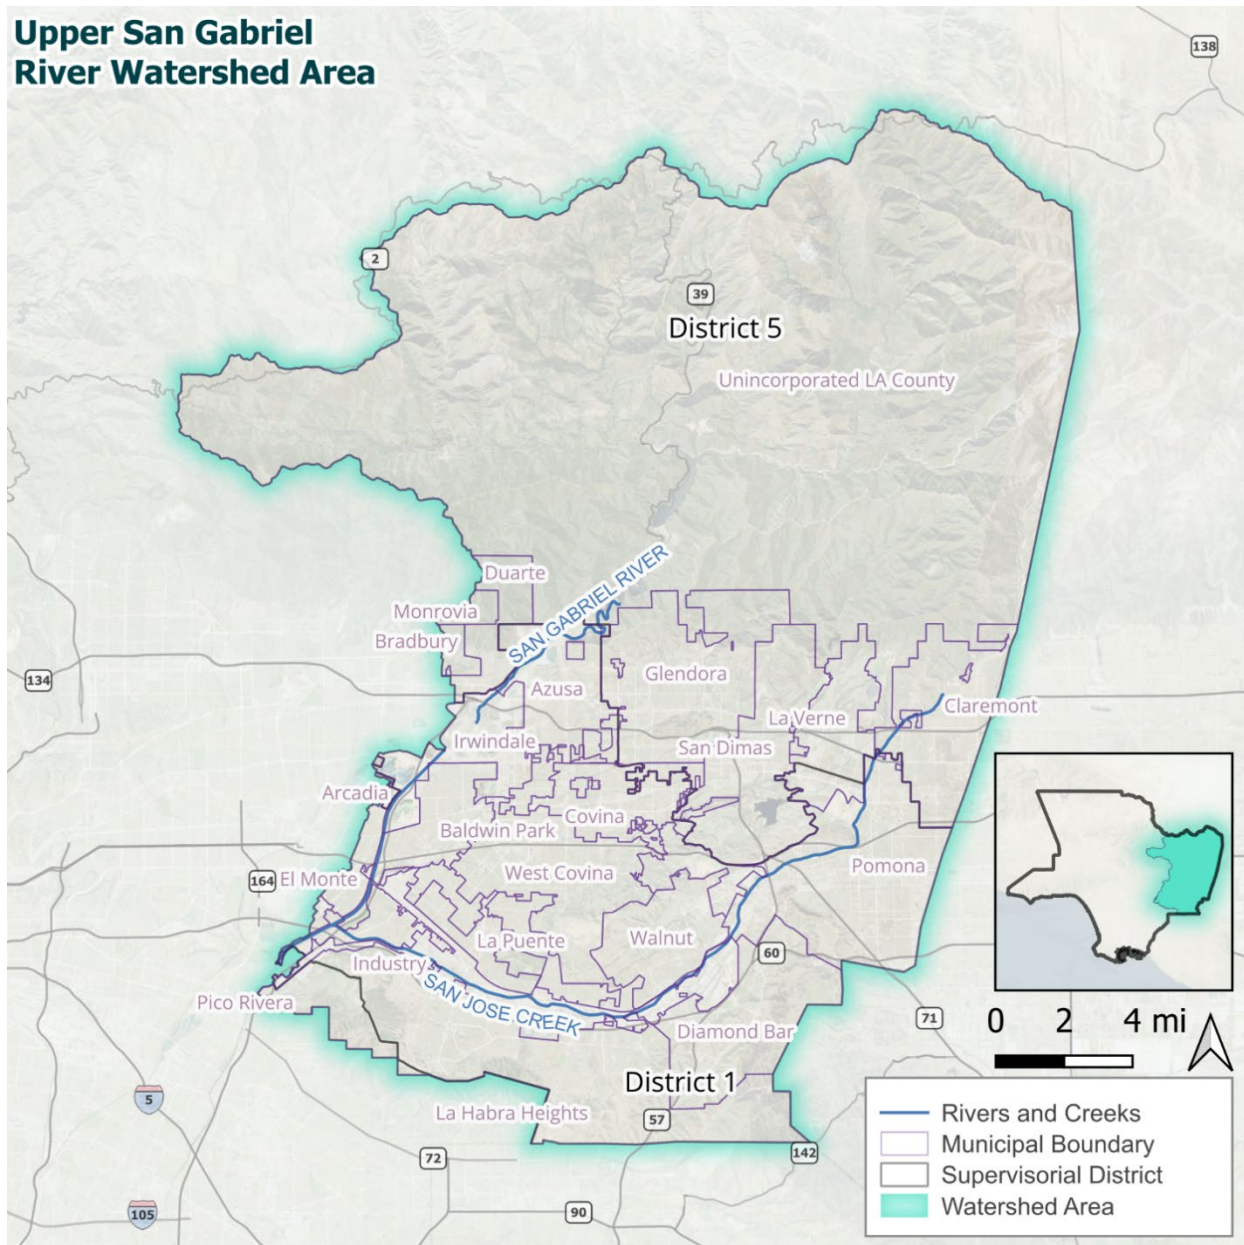 Upper San Gabriel
River Watershed Area
138
2
39
District 5
Unincorporated LA County
Duarte
SAN GABRIEL RIVER
Monrovia
Bradbury
Glendora
134
Azusa
Claremont
La Verne
Irwindale
San Dimas
Arcadia
Covina
Baldwin Park
Pomona
West Covina
164
El Monte
Walnut
La Puente
60
Industry
Pico Rivera
SAN JOSE CREEK
71
Diamond Bar
0 2 4 mi
District 1
5
La Habra Heights
57
72
142
105
90
Rivers and Creeks
Municipal Boundary
Supervisorial District
Watershed Area